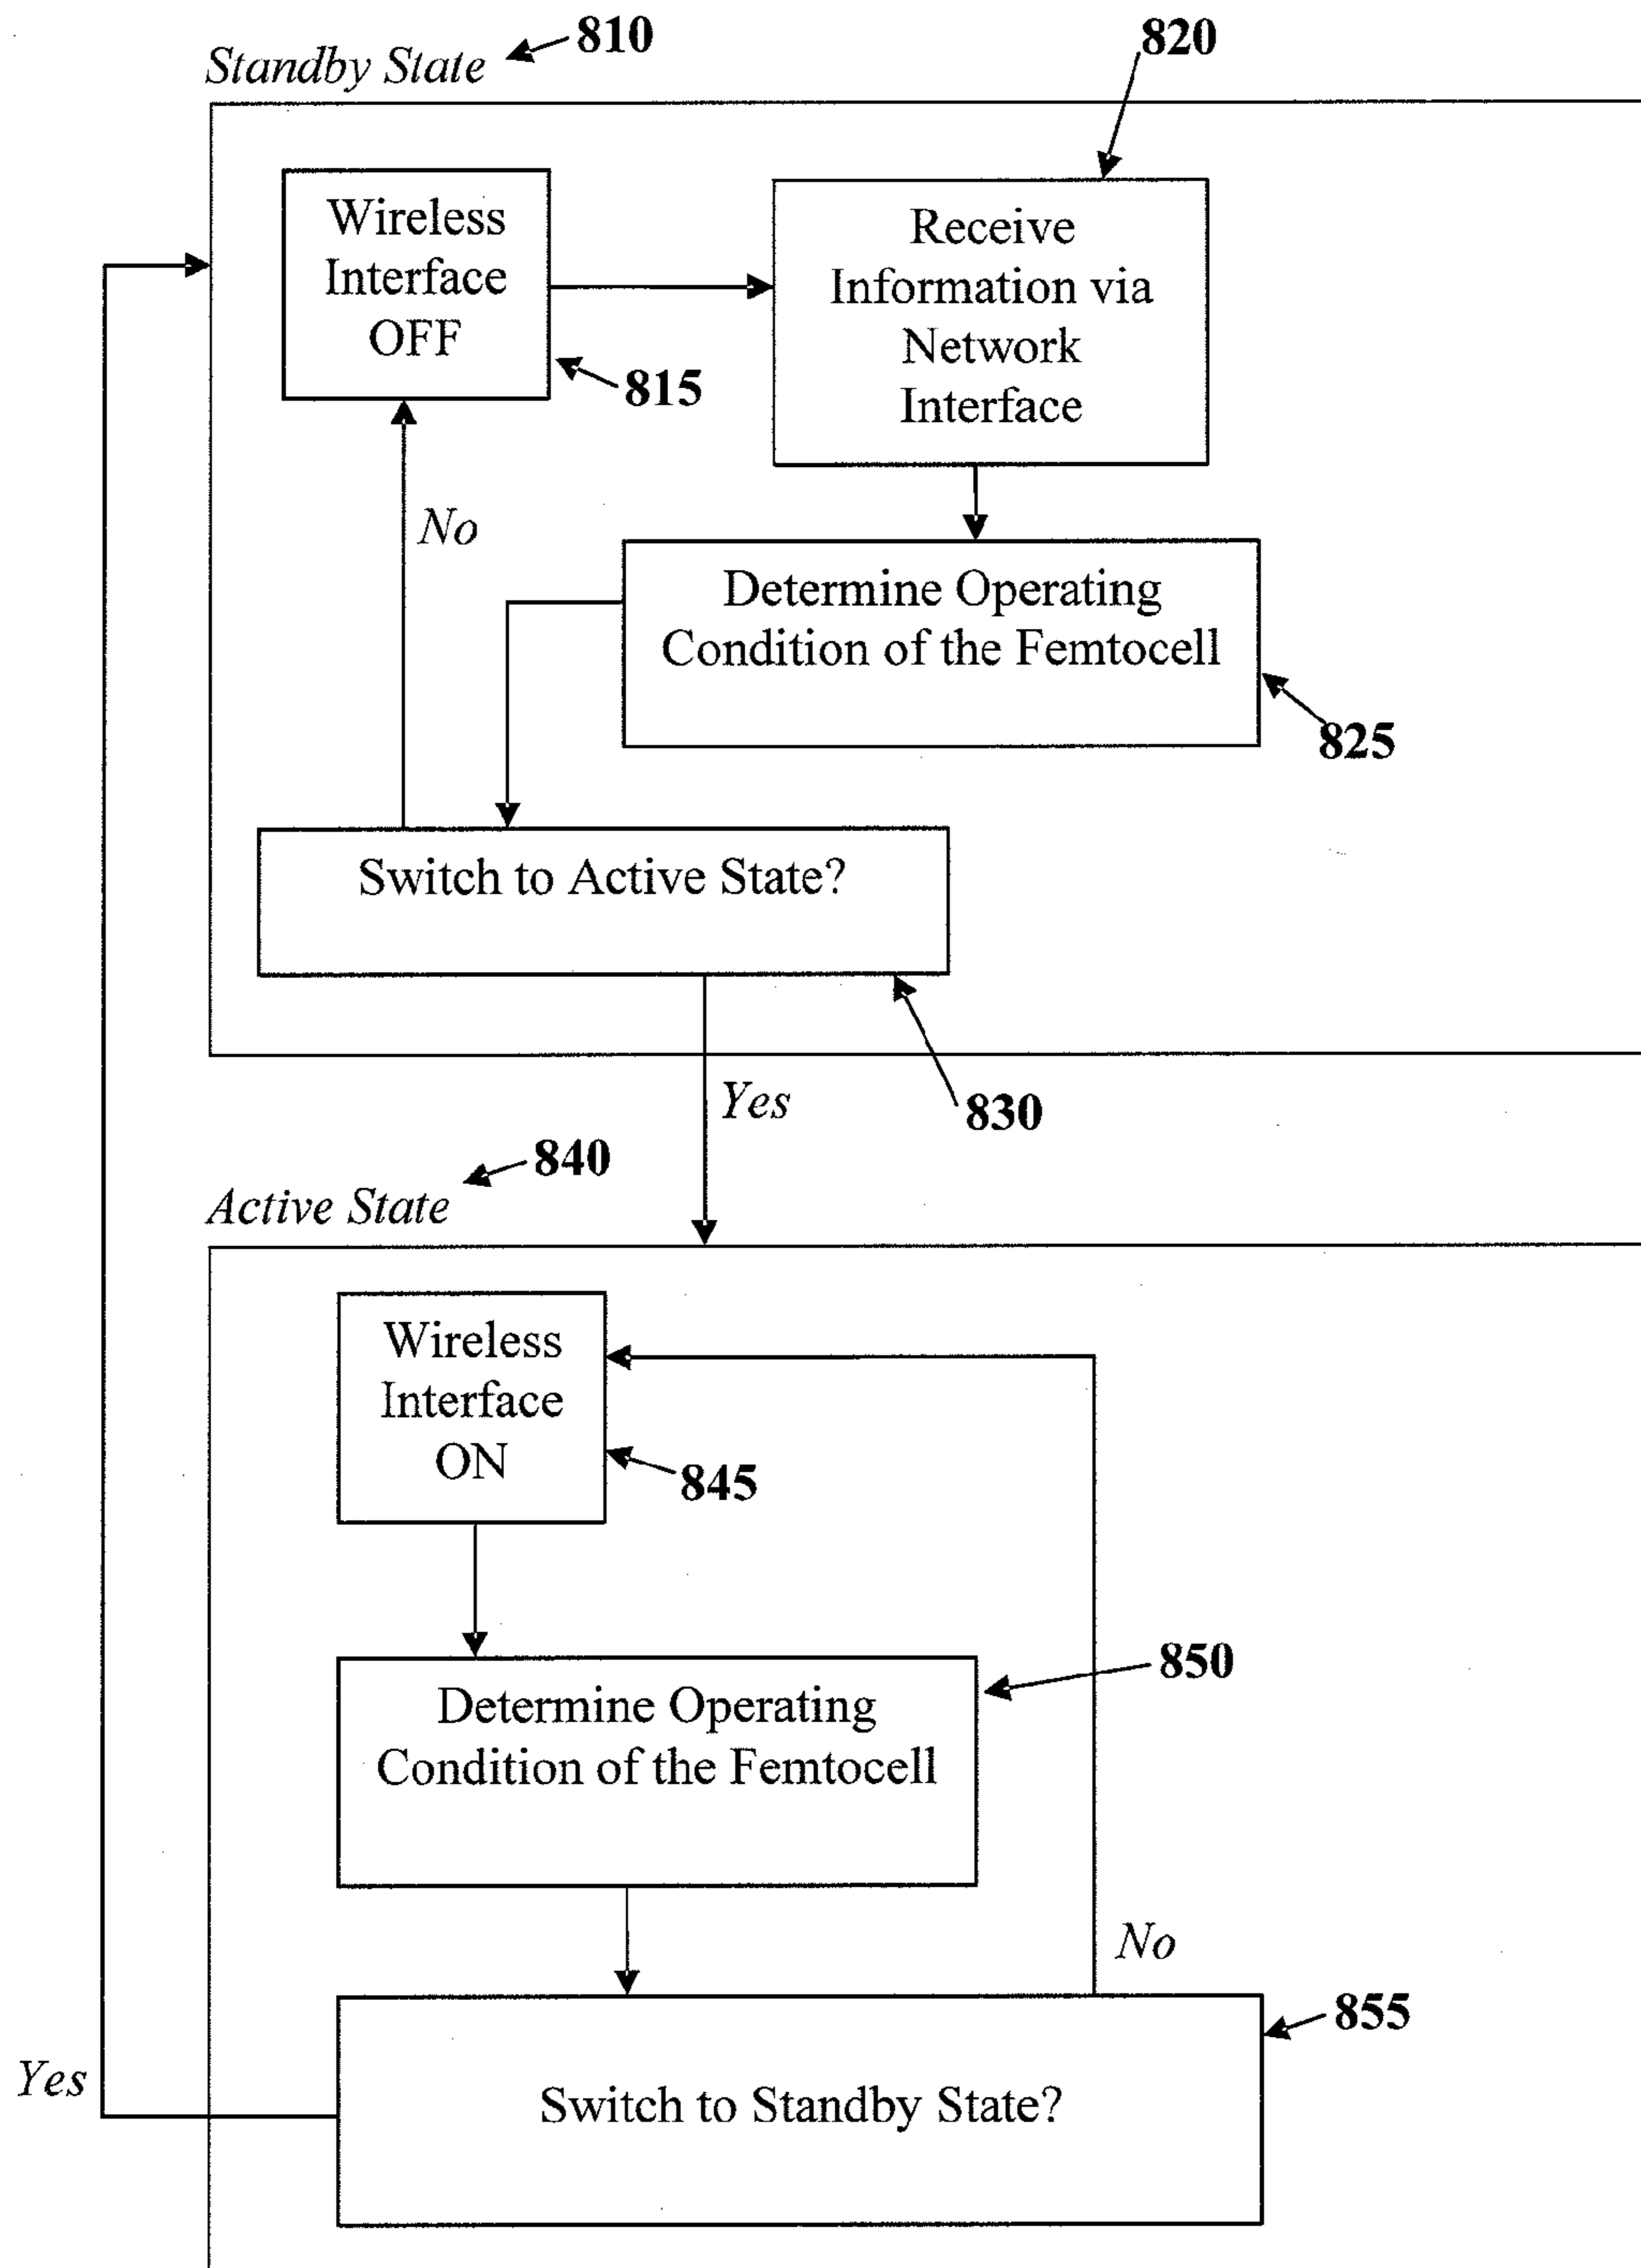 Standby State
810
820
Wireless
Interface
OFF
815
Receive
Information via
Network
Interface
No
Determine Operating
Condition of the Femtocell
825
Switch to Active State?
830
Yes
840
Active State
Wireless
Interface
ON
845
850
Determine Operating
Condition of the Femtocell
No
855
Yes
Switch to Standby State?